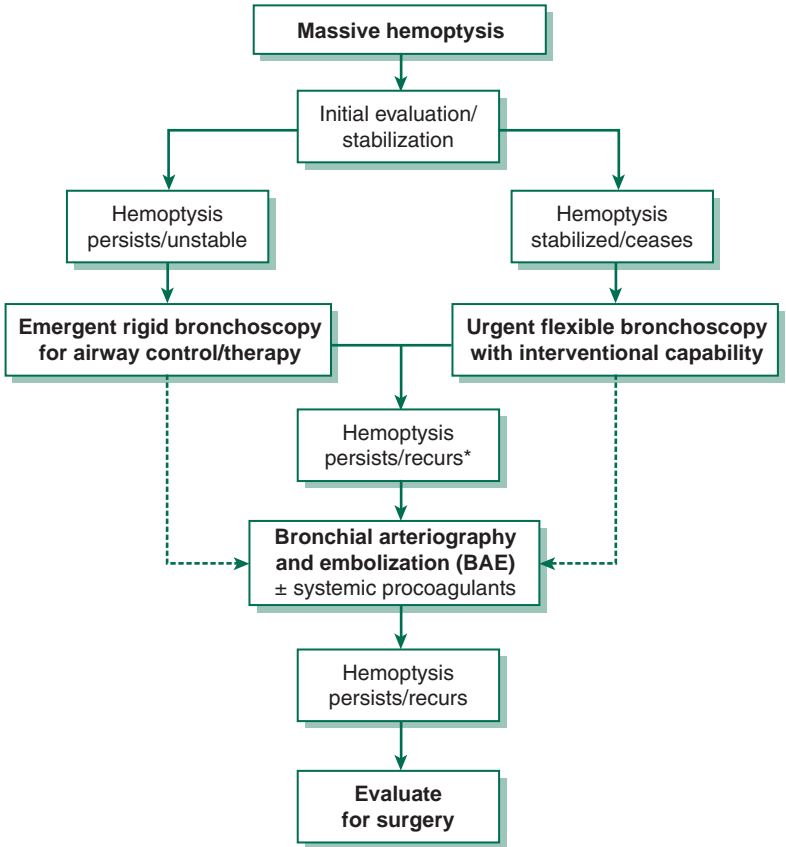 Massive hemoptysis
Initial evaluation/
stabilization
Hemoptysis
persists/unstable
Hemoptysis
stabilized/ceases
Emergent rigid bronchoscopy
for airway control/therapy
Urgent flexible bronchoscopy
with interventional capability
Hemoptysis
persists/recurs*
Bronchial arteriography
and embolization (BAE)
± systemic procoagulants
Hemoptysis
persists/recurs
Evaluate
for surgery